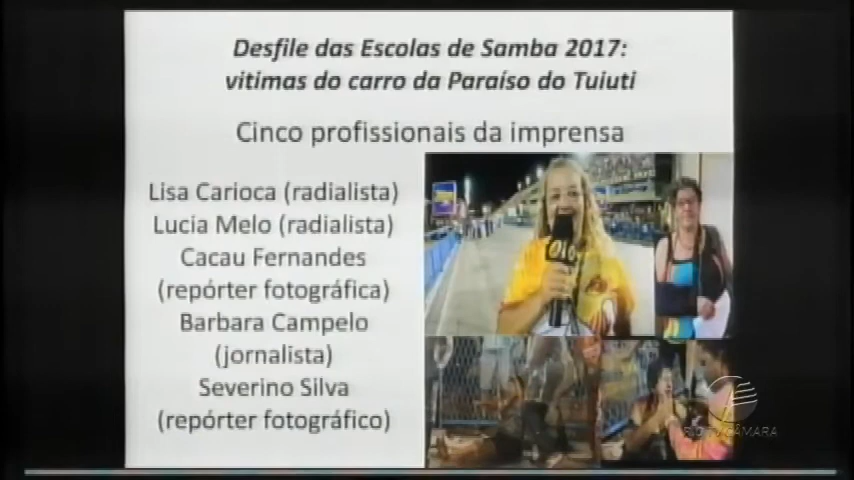 Desfile das Escolas de Samba 2017:
vitimas do carro da Paraíso do Tuiuti
Cinco profissionais da imprensa
Lisa Carioca (radialista)
Lucia Melo (radialista)
Cacau Fernandes
(repórter fotográfica)
Barbara Campelo
(jornalista)
Severino Silva
(repórter fotográfico)
CÂMARA